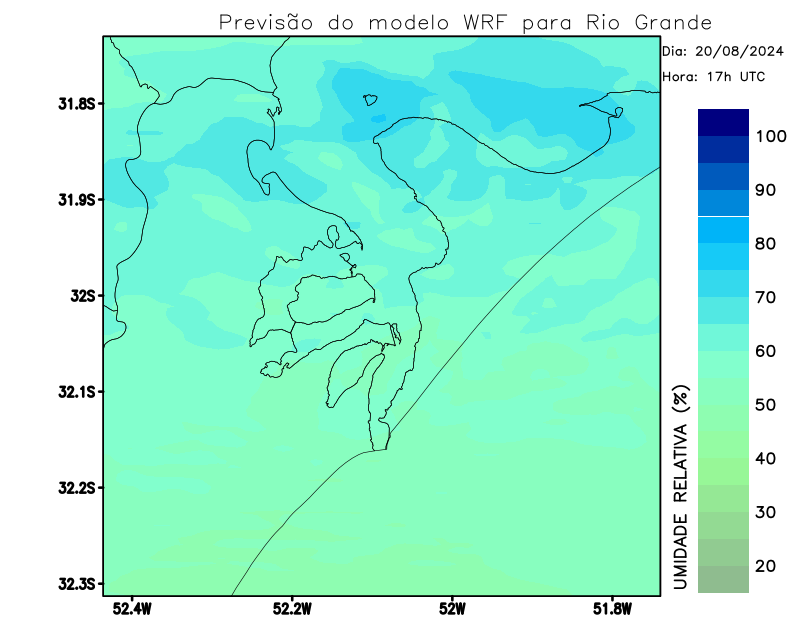 Previsão do modelo WRF para Rio Grande
Dia: 20/08/2024
Hora: 17h UTC
31.8S
31.9S
32S
32.1S
32.2S
32.3S
52.4W
52.2W
52W
51.8W
100
90
80
70
60
50
40
30
20
UMIDADE RELATIVA (%)